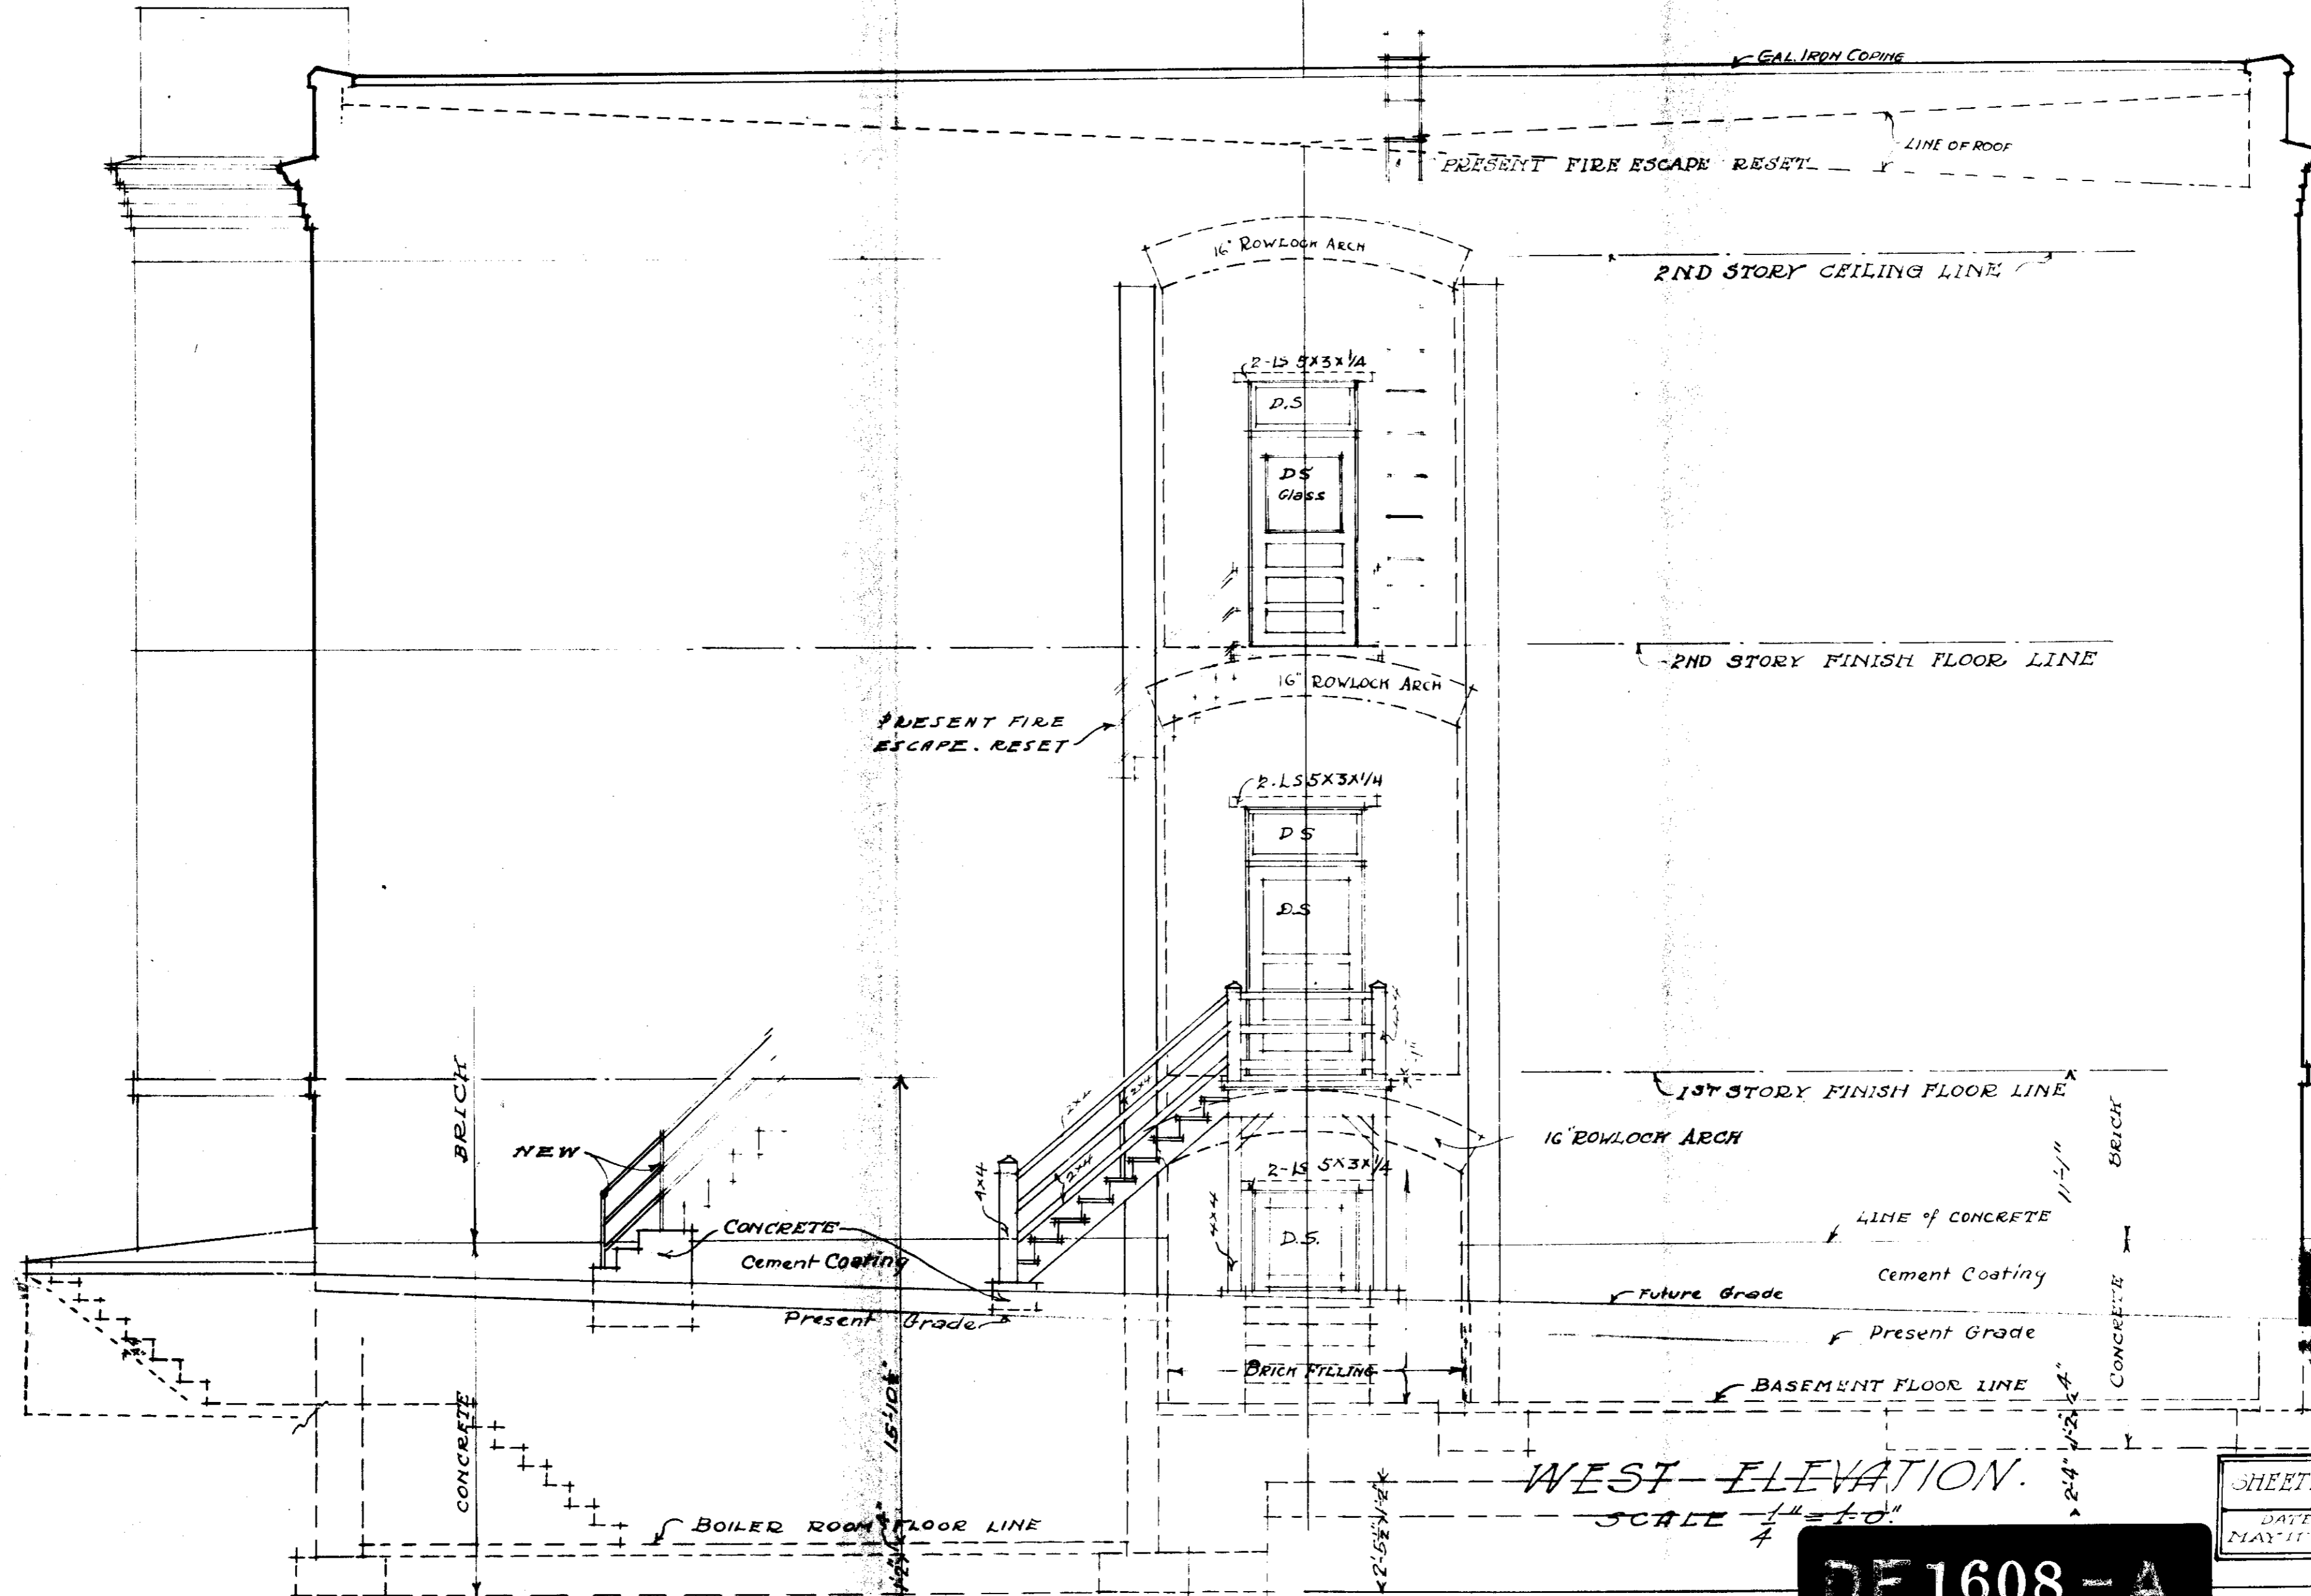 GAL. IRON COPING
LINE OF ROOF
PRESENT FIRE ESCAPE RESET
16" ROWLOCK ARCH
2ND STORY CEILING LINE
2-LS 5X3X1/4
D.S
DS
Glass
2ND STORY FINISH FLOOR LINE
16" ROWLOCK ARCH
PRESENT FIRE
ESCAPE. RESET
2-LS 5X3X1/4
DS
D.S
1ST STORY FINISH FLOOR LINE
BRICK
BRICK
NEW
2X4
2X4
2X4
4X4
4X4
16" ROWLOCK ARCH
2-LS 5X3X1/4
11'-1"
D.S.
CONCRETE
Cement Coating
LINE of CONCRETE
Cement Coating
Future Grade
Present Grade
Present Grade
CONCRETE
BRICK FILLING
BASEMENT FLOOR LINE
CONCRETE
WEST ELEVATION.
SCALE 1/4" = 1'-0"
BOILER ROOM FLOOR LINE
SHEET
DATE
MAY 11
DF 1608-A